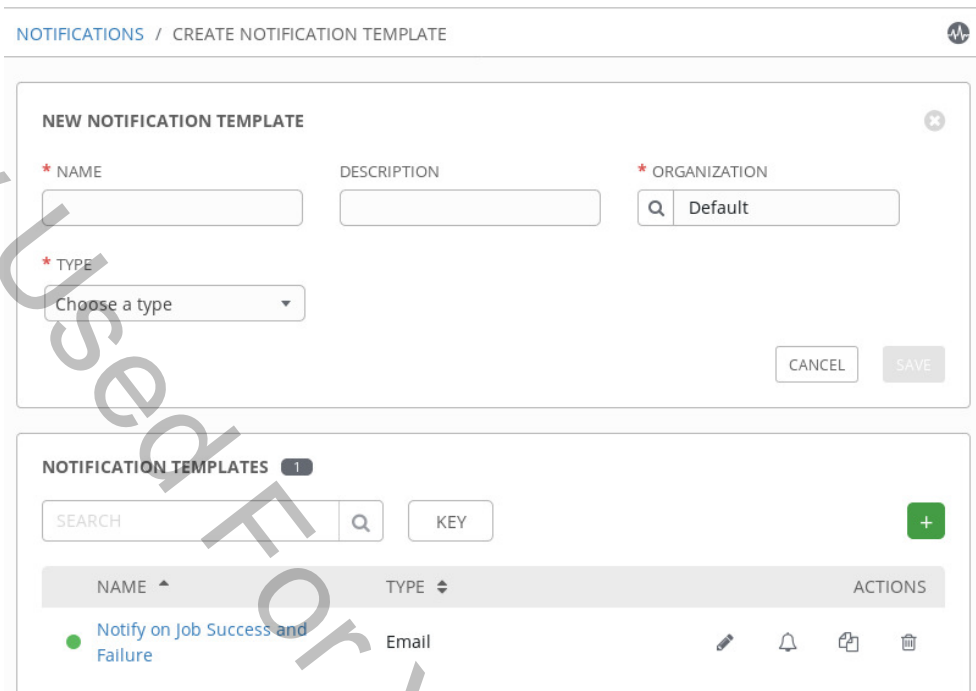 NOTIFICATIONS / CREATE NOTIFICATION TEMPLATE
NEW NOTIFICATION TEMPLATE
* NAME
DESCRIPTION
* ORGANIZATION
Default
* TYPE
Choose a type
CANCEL
SAVE
NOTIFICATION TEMPLATES 1
SEARCH
KEY
+
NAME TYPE ACTIONS
Notify on Job Success and
Failure
Email
Used For